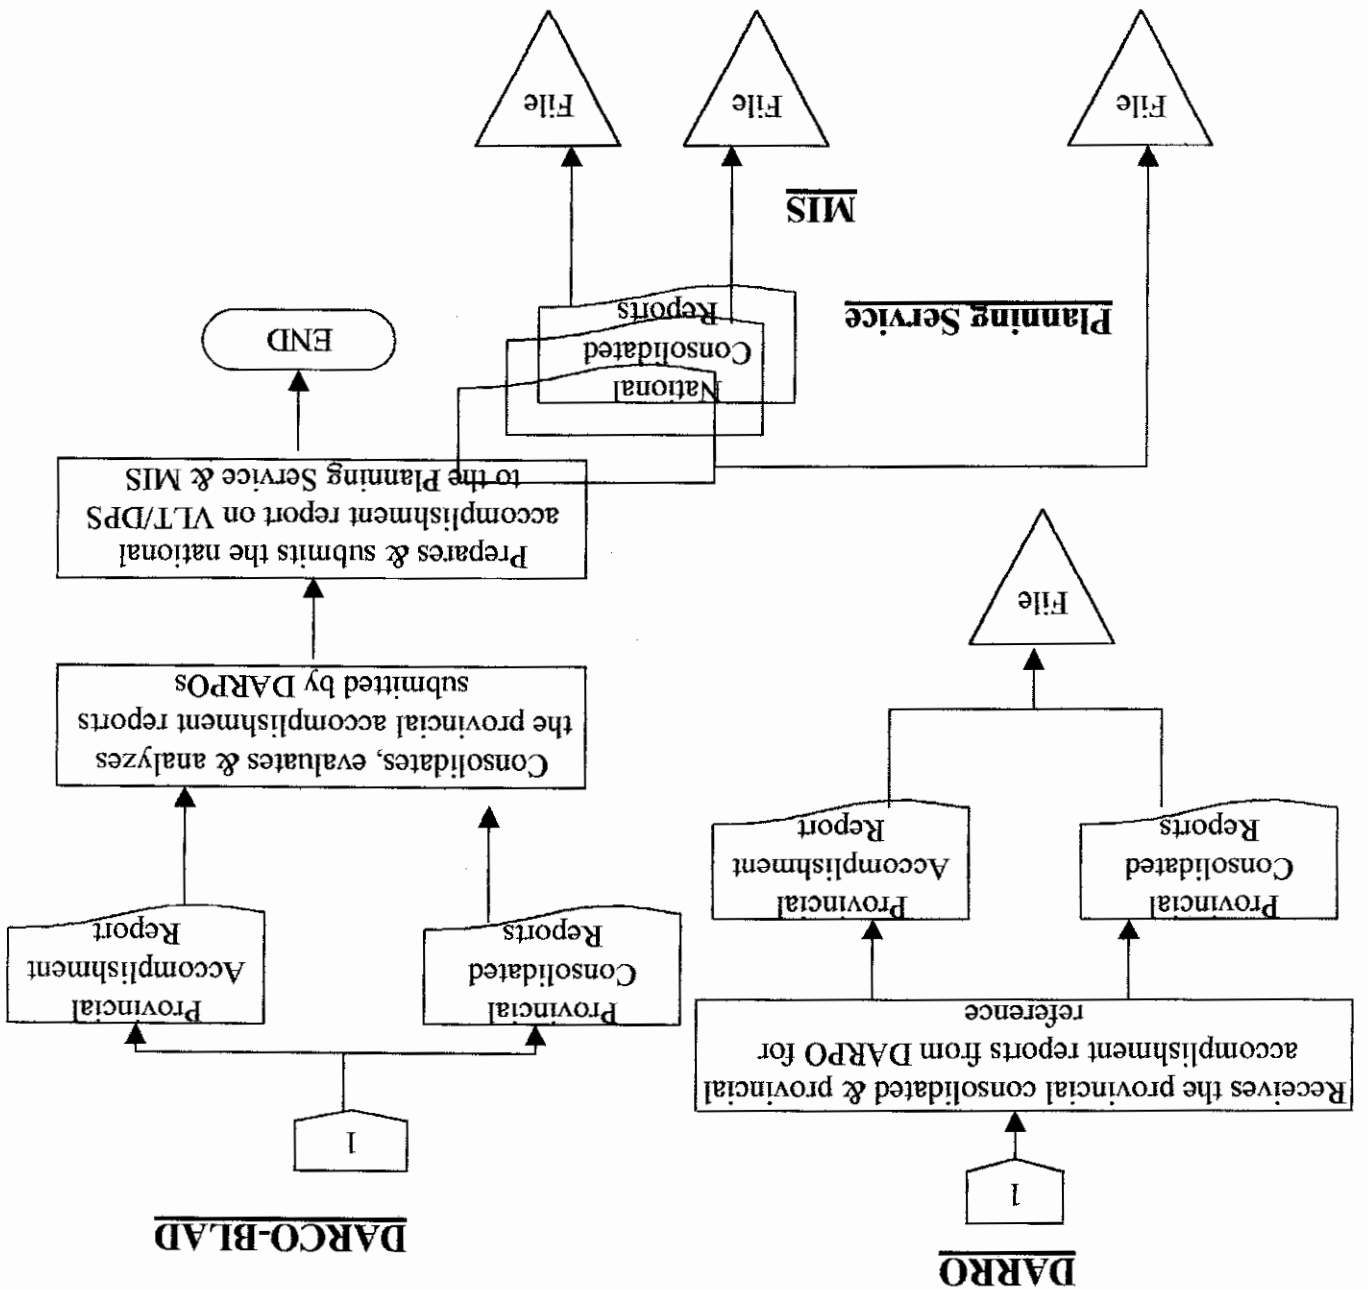 DARRO
1
Receives the provincial consolidated & provincial
accomplishment reports from DARPO for
reference
Provincial
Consolidated
Reports
Provincial
Accomplishment
Report
File
DARCO-BLAD
1
Provincial
Consolidated
Reports
Provincial
Accomplishment
Report
Consolidates, evaluates & analyzes
the provincial accomplishment reports
submitted by DARPOs
Prepares & submits the national
accomplishment report on VLT/DPS
to the Planning Service & MIS
END
National
Consolidated
Reports
Planning Service
MIS
File
File
File